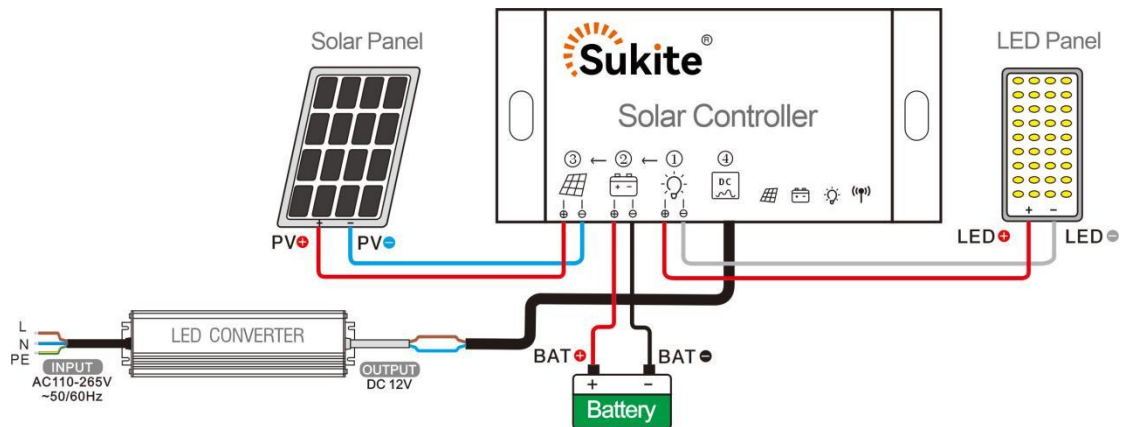 Solar Panel
Sukite®
LED Panel
Solar Controller
③ ← ② ← ① ④
+ -
DC
+ −
PV+ PV−
+ −
LED+ LED−
L
N
PE
LED CONVERTER
INPUT
AC110-265V
~50/60Hz
OUTPUT
DC 12V
BAT+ BAT−
+ −
Battery